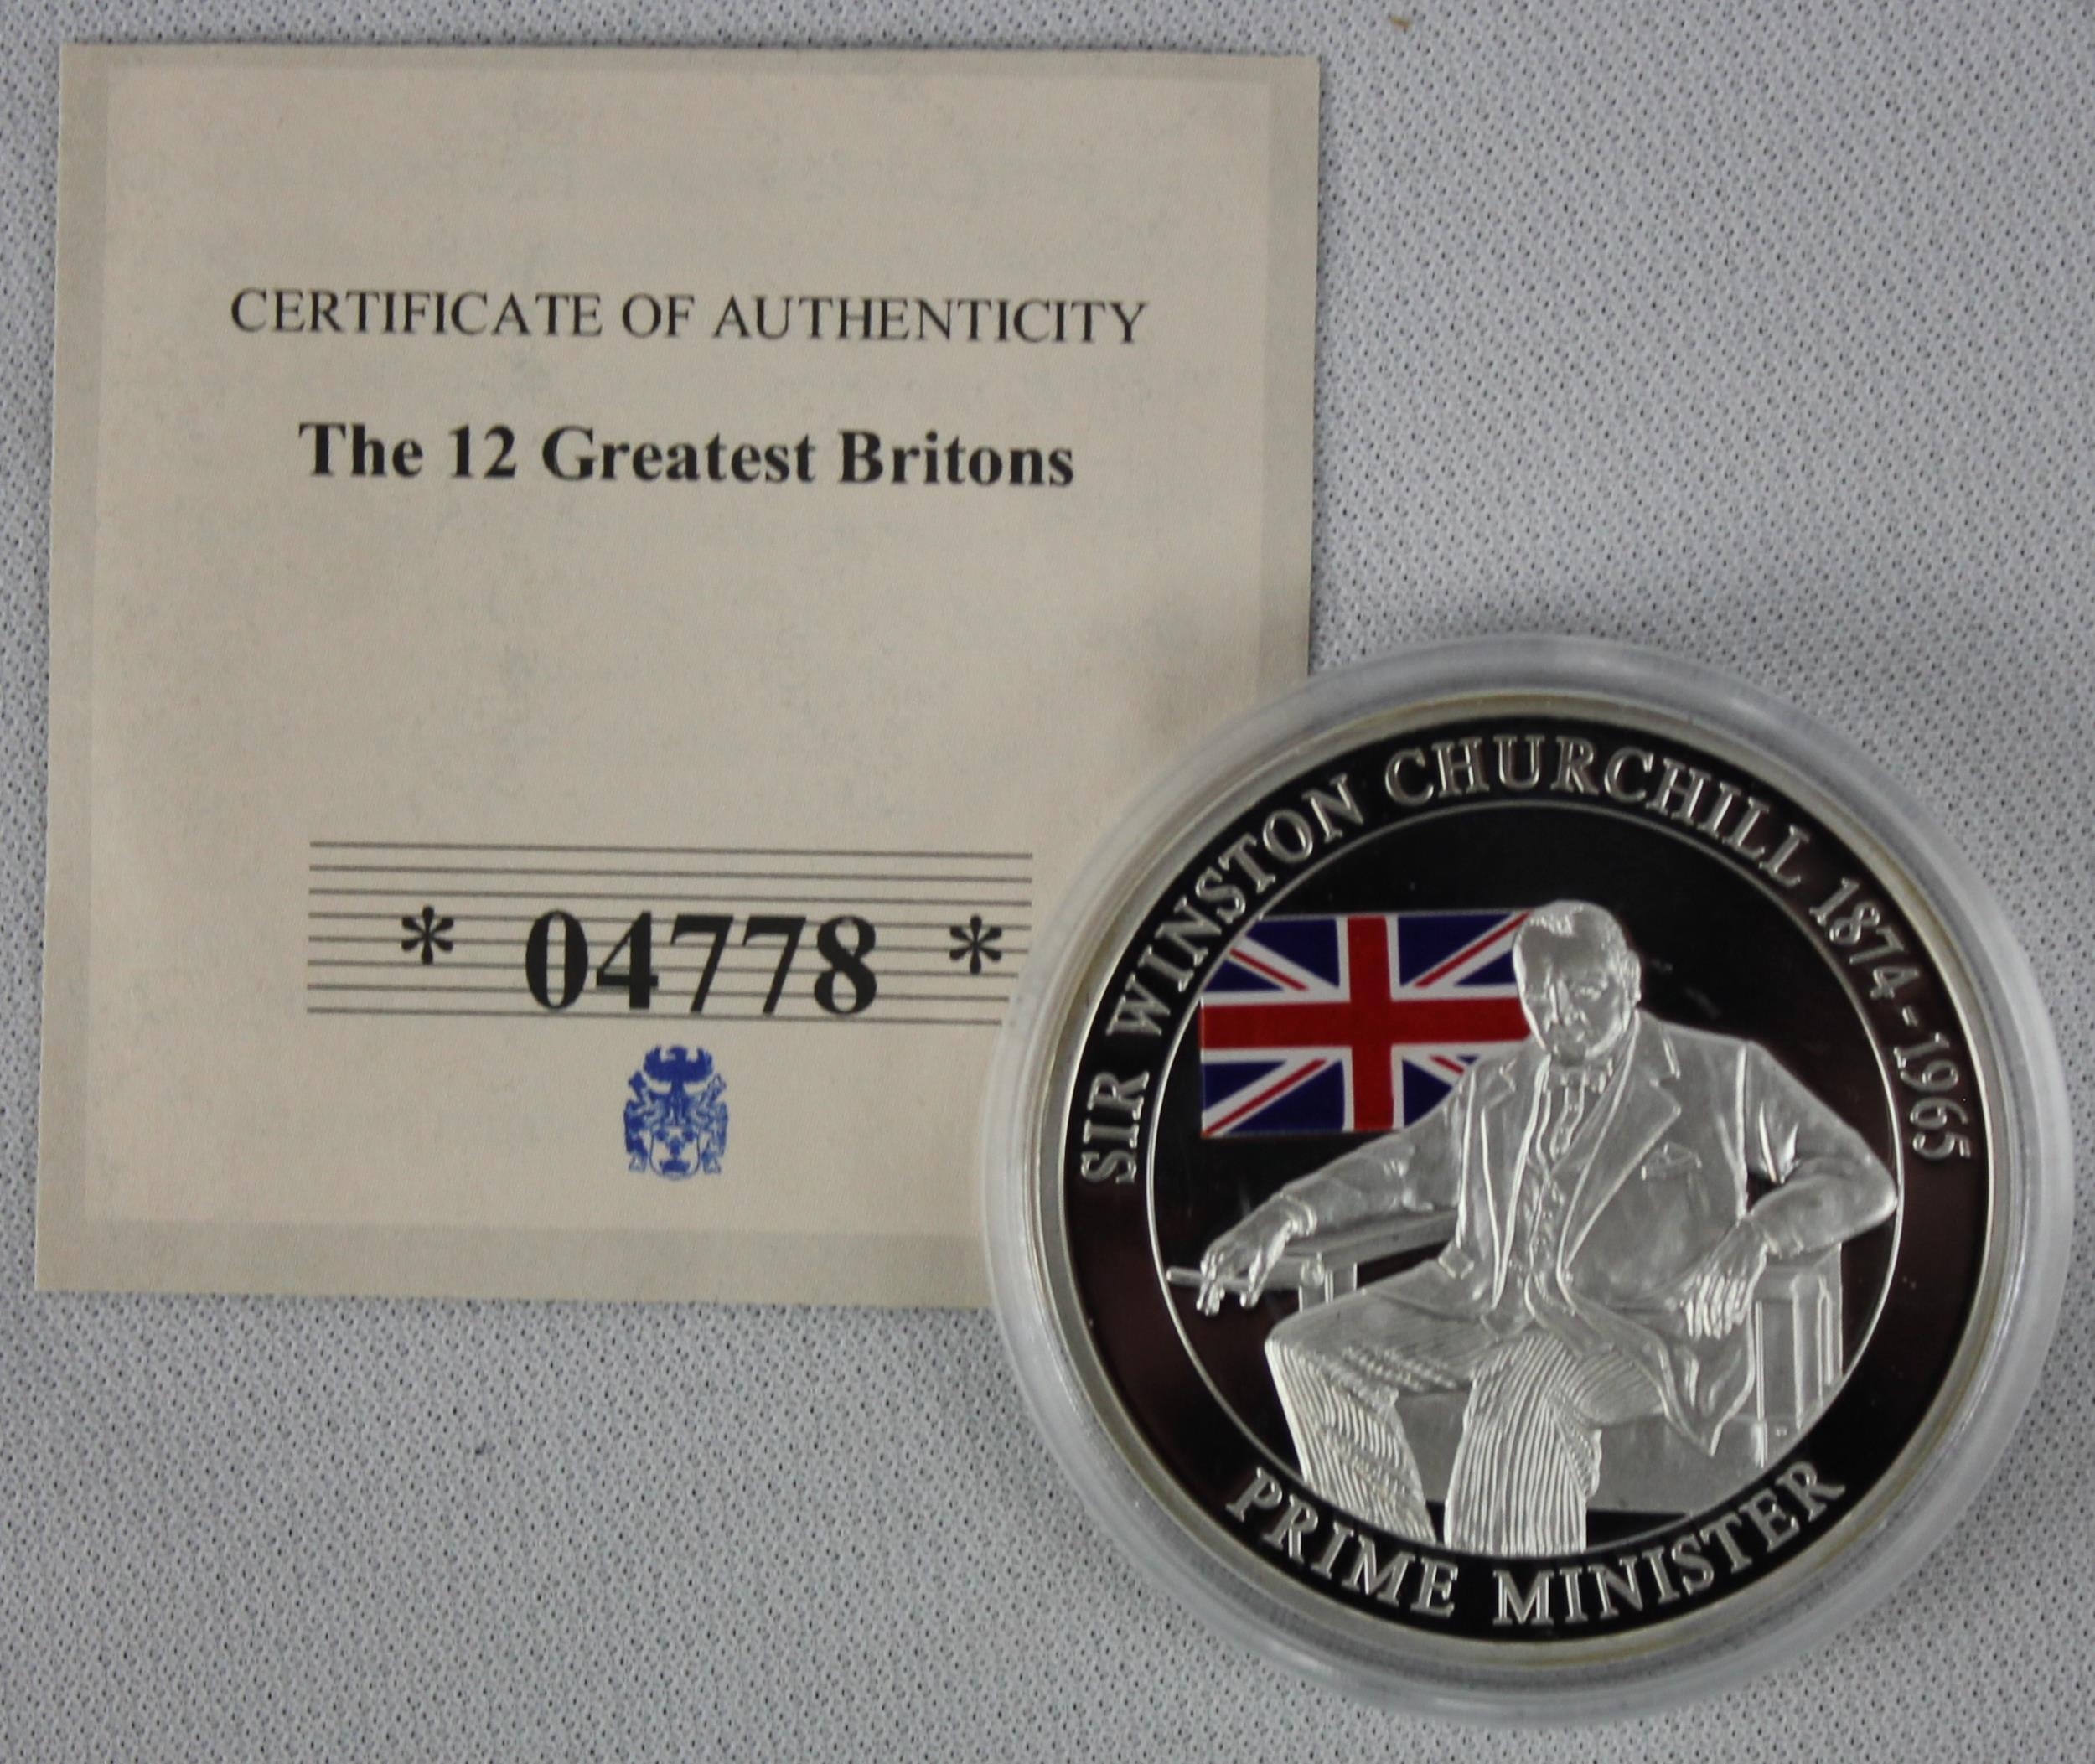 CERTIFICATE OF AUTHENTICITY
The 12 Greatest Britons
* 04778 *
SIR WINSTON CHURCHILL 1874-1965
PRIME MINISTER